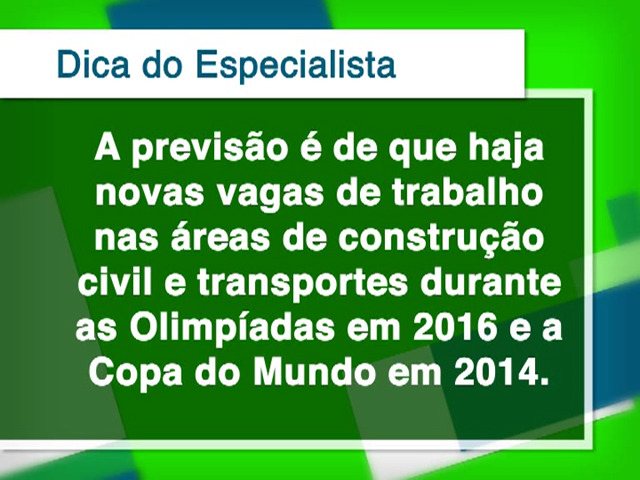 Dica do Especialista
A previsão é de que haja
novas vagas de trabalho
nas áreas de construção
civil e transportes durante
as Olimpíadas em 2016 e a
Copa do Mundo em 2014.